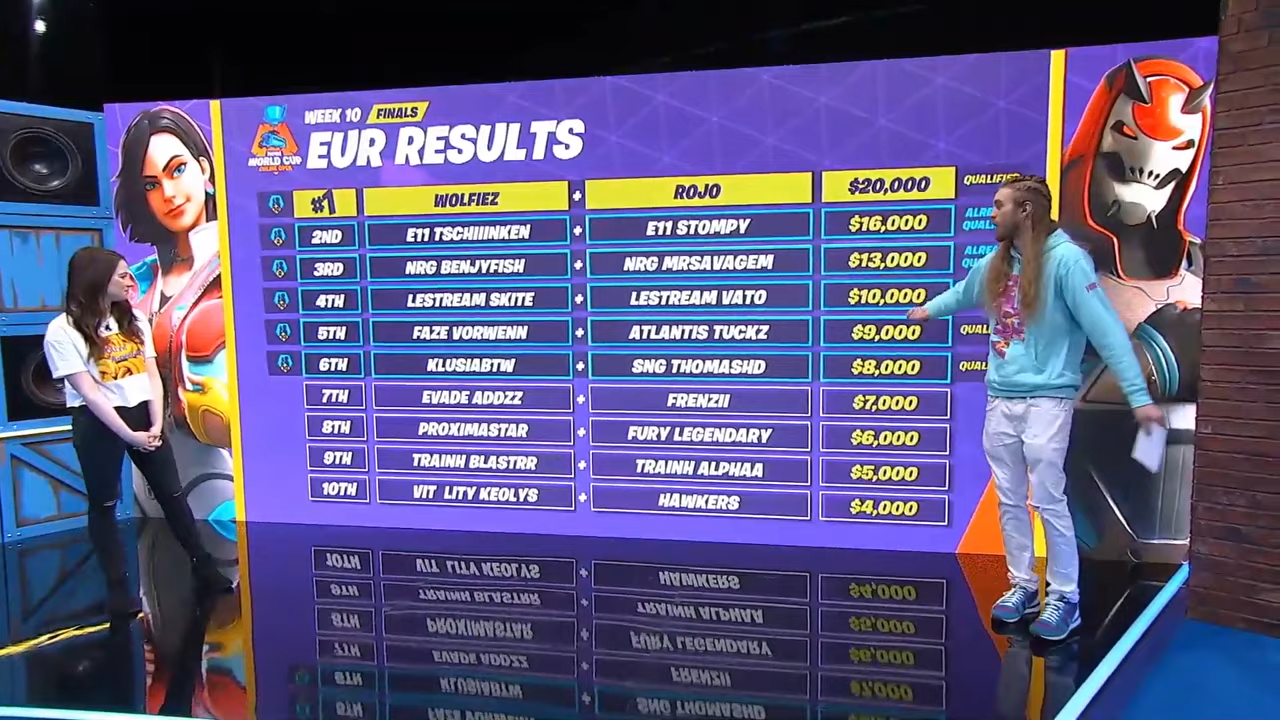 WEEK 10 FINALS
WORLD CUP
EUR RESULTS
#1 WOLFIEZ + ROJO $20,000
2ND E11 TSCHIIINKEN + E11 STOMPY $16,000
3RD NRG BENJYFISH + NRG MRSAVAGEM $13,000
4TH LESTREAM SKITE + LESTREAM VATO $10,000
5TH FAZE VORWENN + ATLANTIS TUCKZ $9,000
6TH KLUSIABTW + SNG THOMASHD $8,000
7TH EVADE ADDZZ + FRENZII $7,000
8TH PROXIMASTAR + FURY LEGENDARY $6,000
9TH TRAINH BLASTRR + TRAINH ALPHAA $5,000
10TH VIT LITY KEOLYS + HAWKERS $4,000